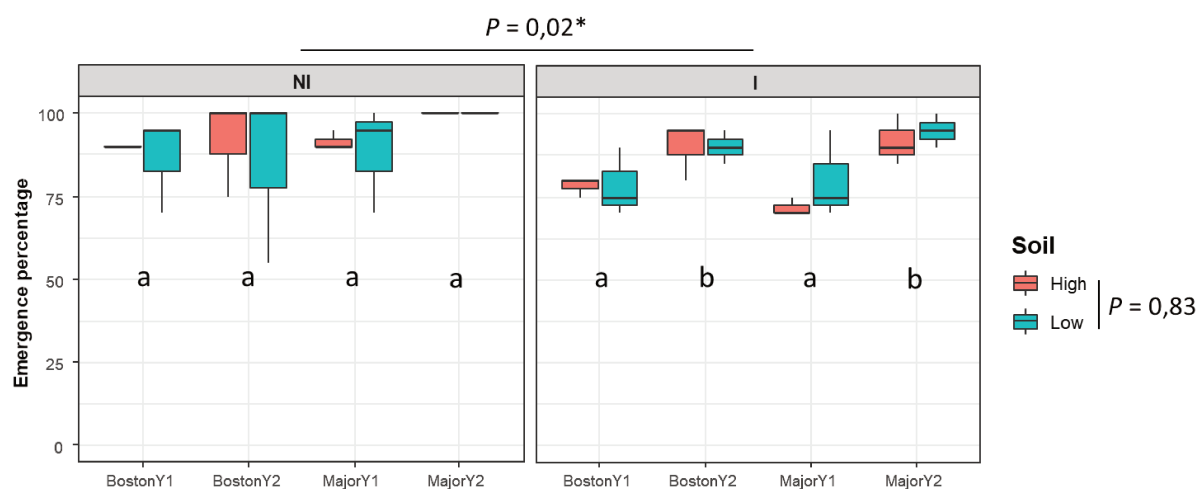 P = 0,02*
NI
I
Emergence percentage
100
75
50
25
0
a a a a
a b a b
BostonY1 BostonY2 MajorY1 MajorY2
BostonY1 BostonY2 MajorY1 MajorY2
Soil
High
Low
P = 0,83